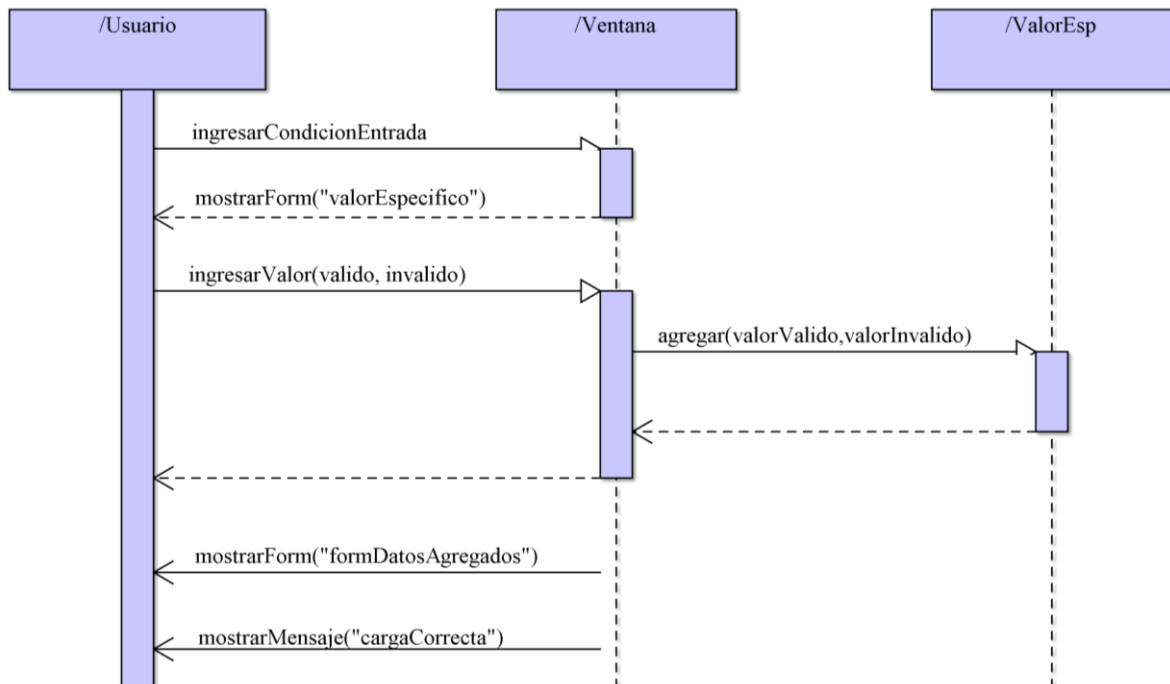 /Usuario
/Ventana
/ValorEsp
ingresarCondicionEntrada
mostrarForm("valorEspecifico")
ingresarValor(valido, invalido)
agregar(valorValido,valorInvalido)
mostrarForm("formDatosAgregados")
mostrarMensaje("cargaCorrecta")